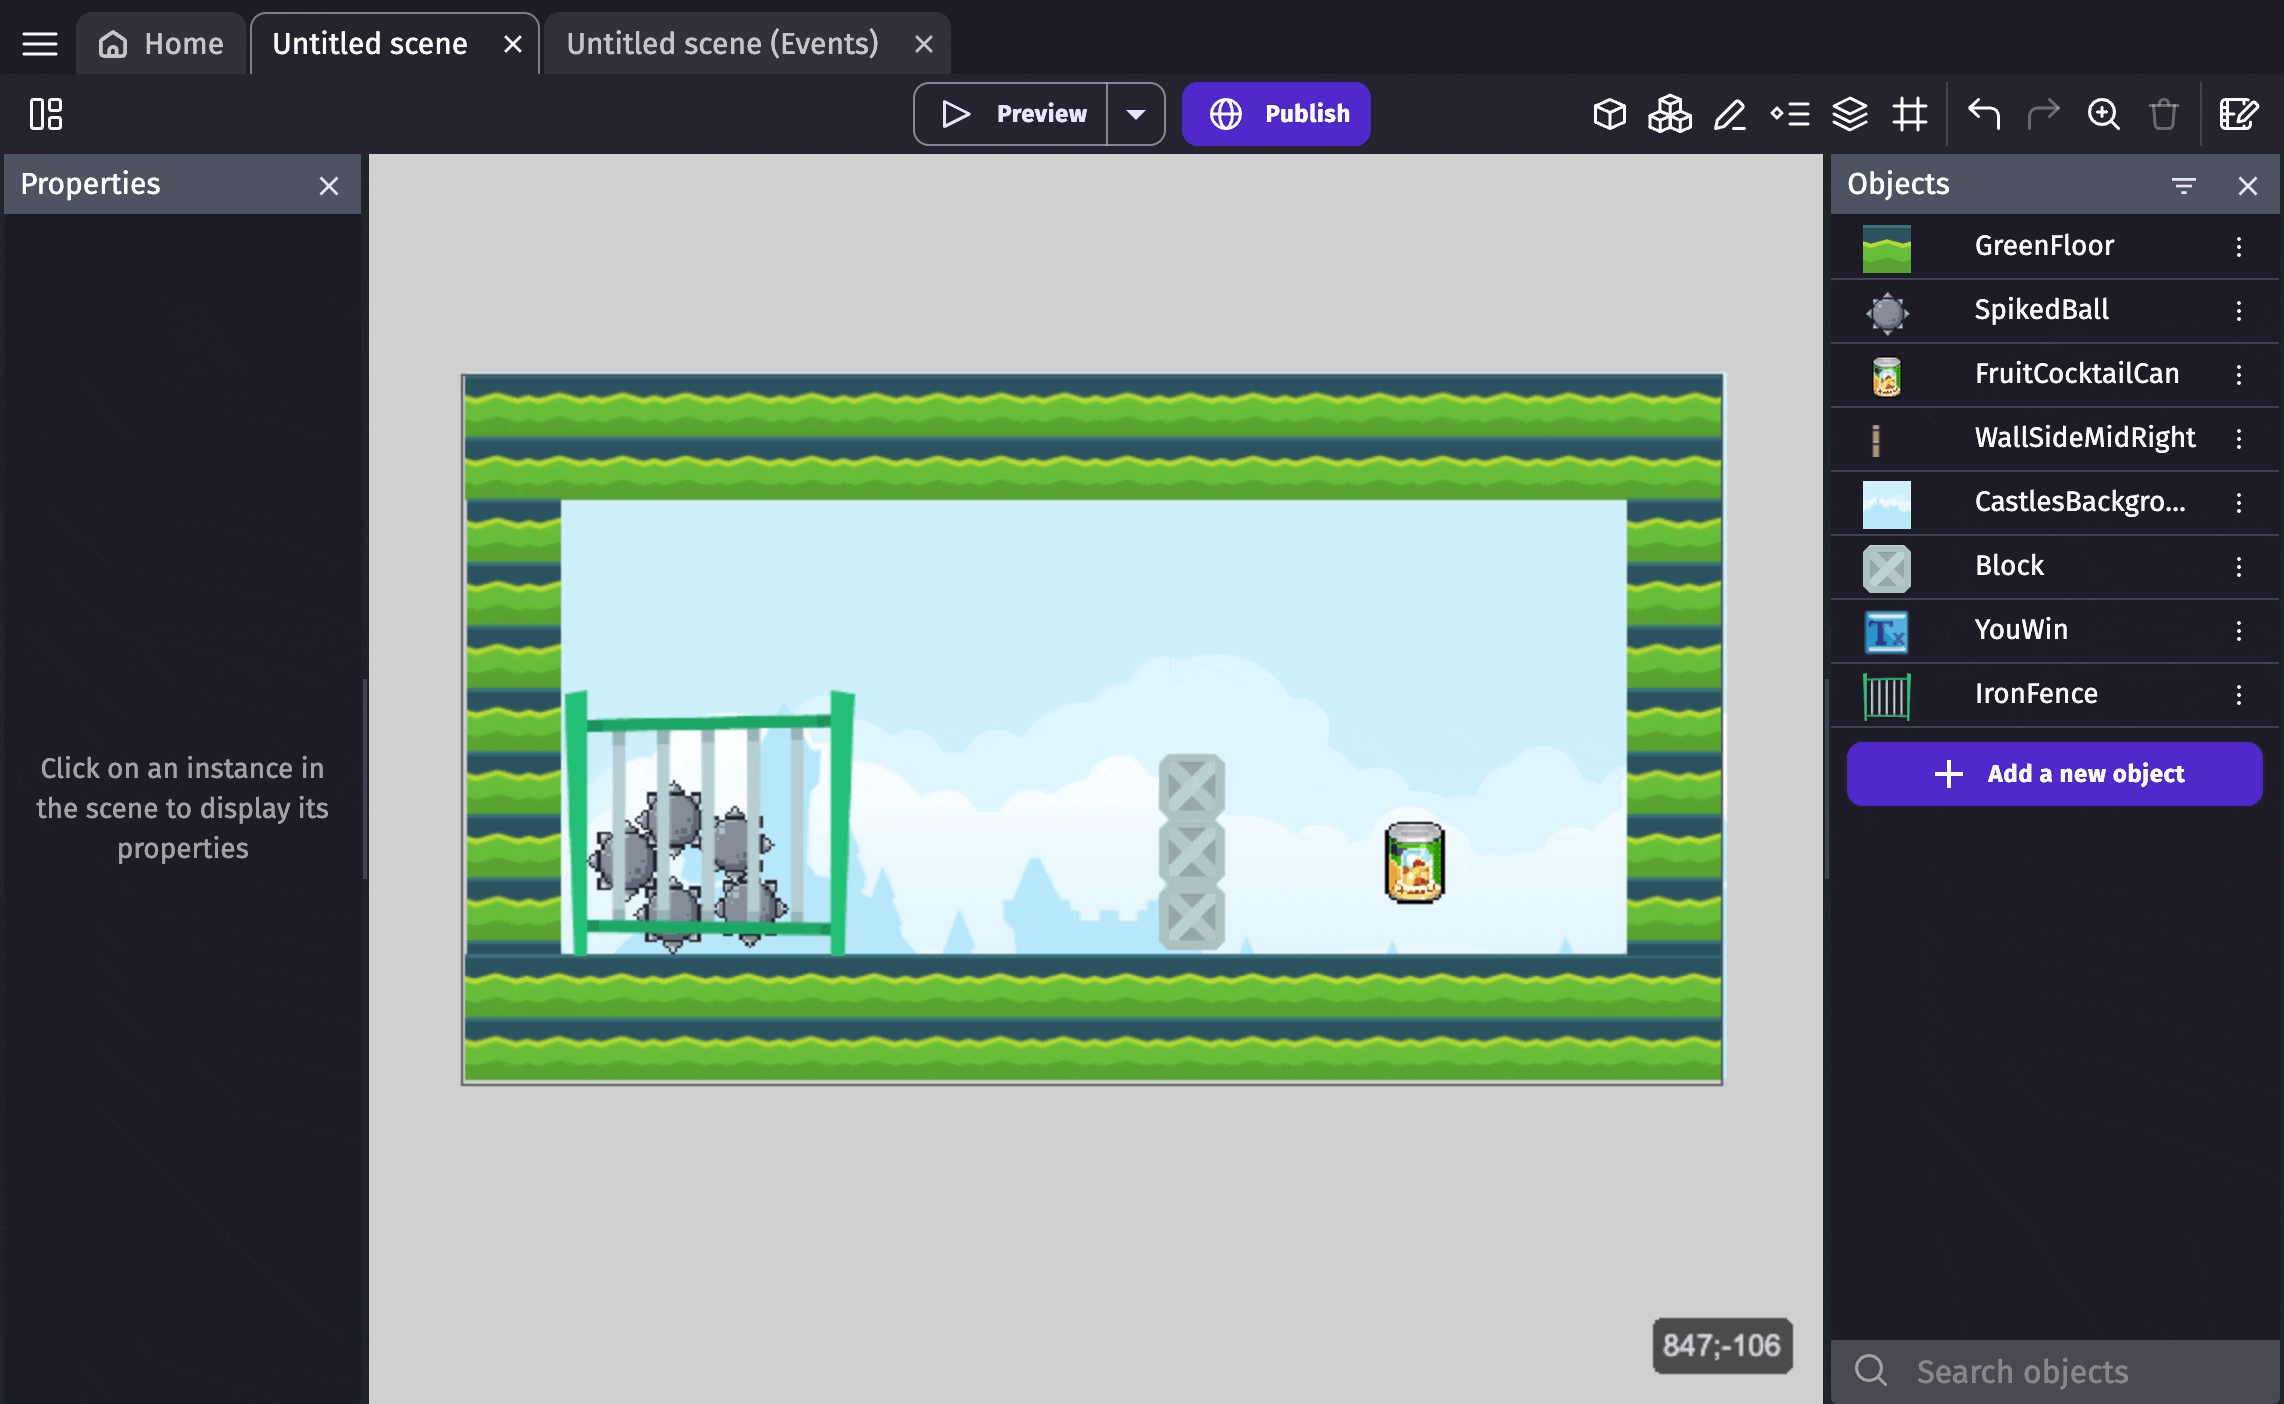 Home
Untitled scene
Untitled scene (Events)
Preview
Publish
Properties
Click on an instance in
the scene to display its
properties
847;-106
Objects
GreenFloor
SpikedBall
FruitCocktailCan
WallSideMidRight
CastlesBackgro...
Block
Tx
YouWin
IronFence
Add a new object
Search objects